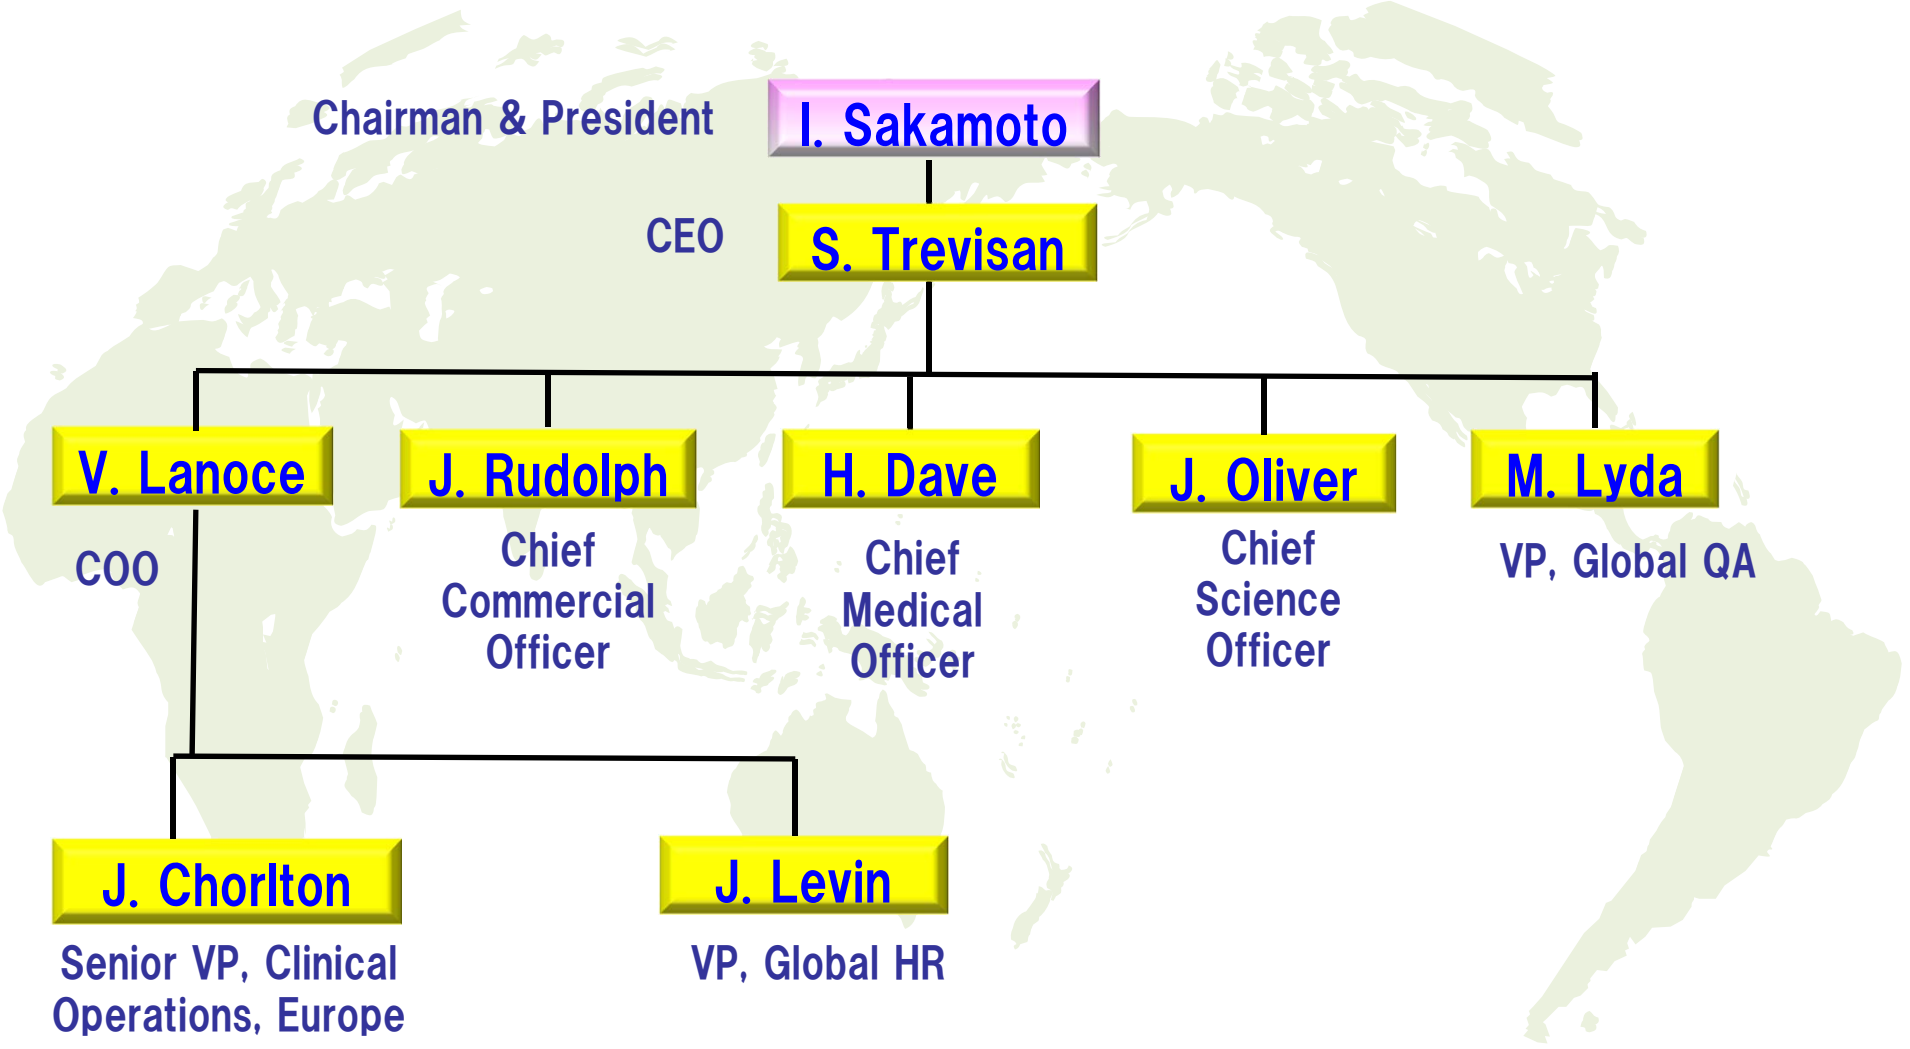 Chairman & President
I. Sakamoto
CEO
S. Trevisan
V. Lanoce
J. Rudolph
H. Dave
J. Oliver
M. Lyda
COO
Chief
Commercial
Officer
Chief
Medical
Officer
Chief
Science
Officer
VP, Global QA
J. Chorlton
J. Levin
Senior VP, Clinical
Operations, Europe
VP, Global HR